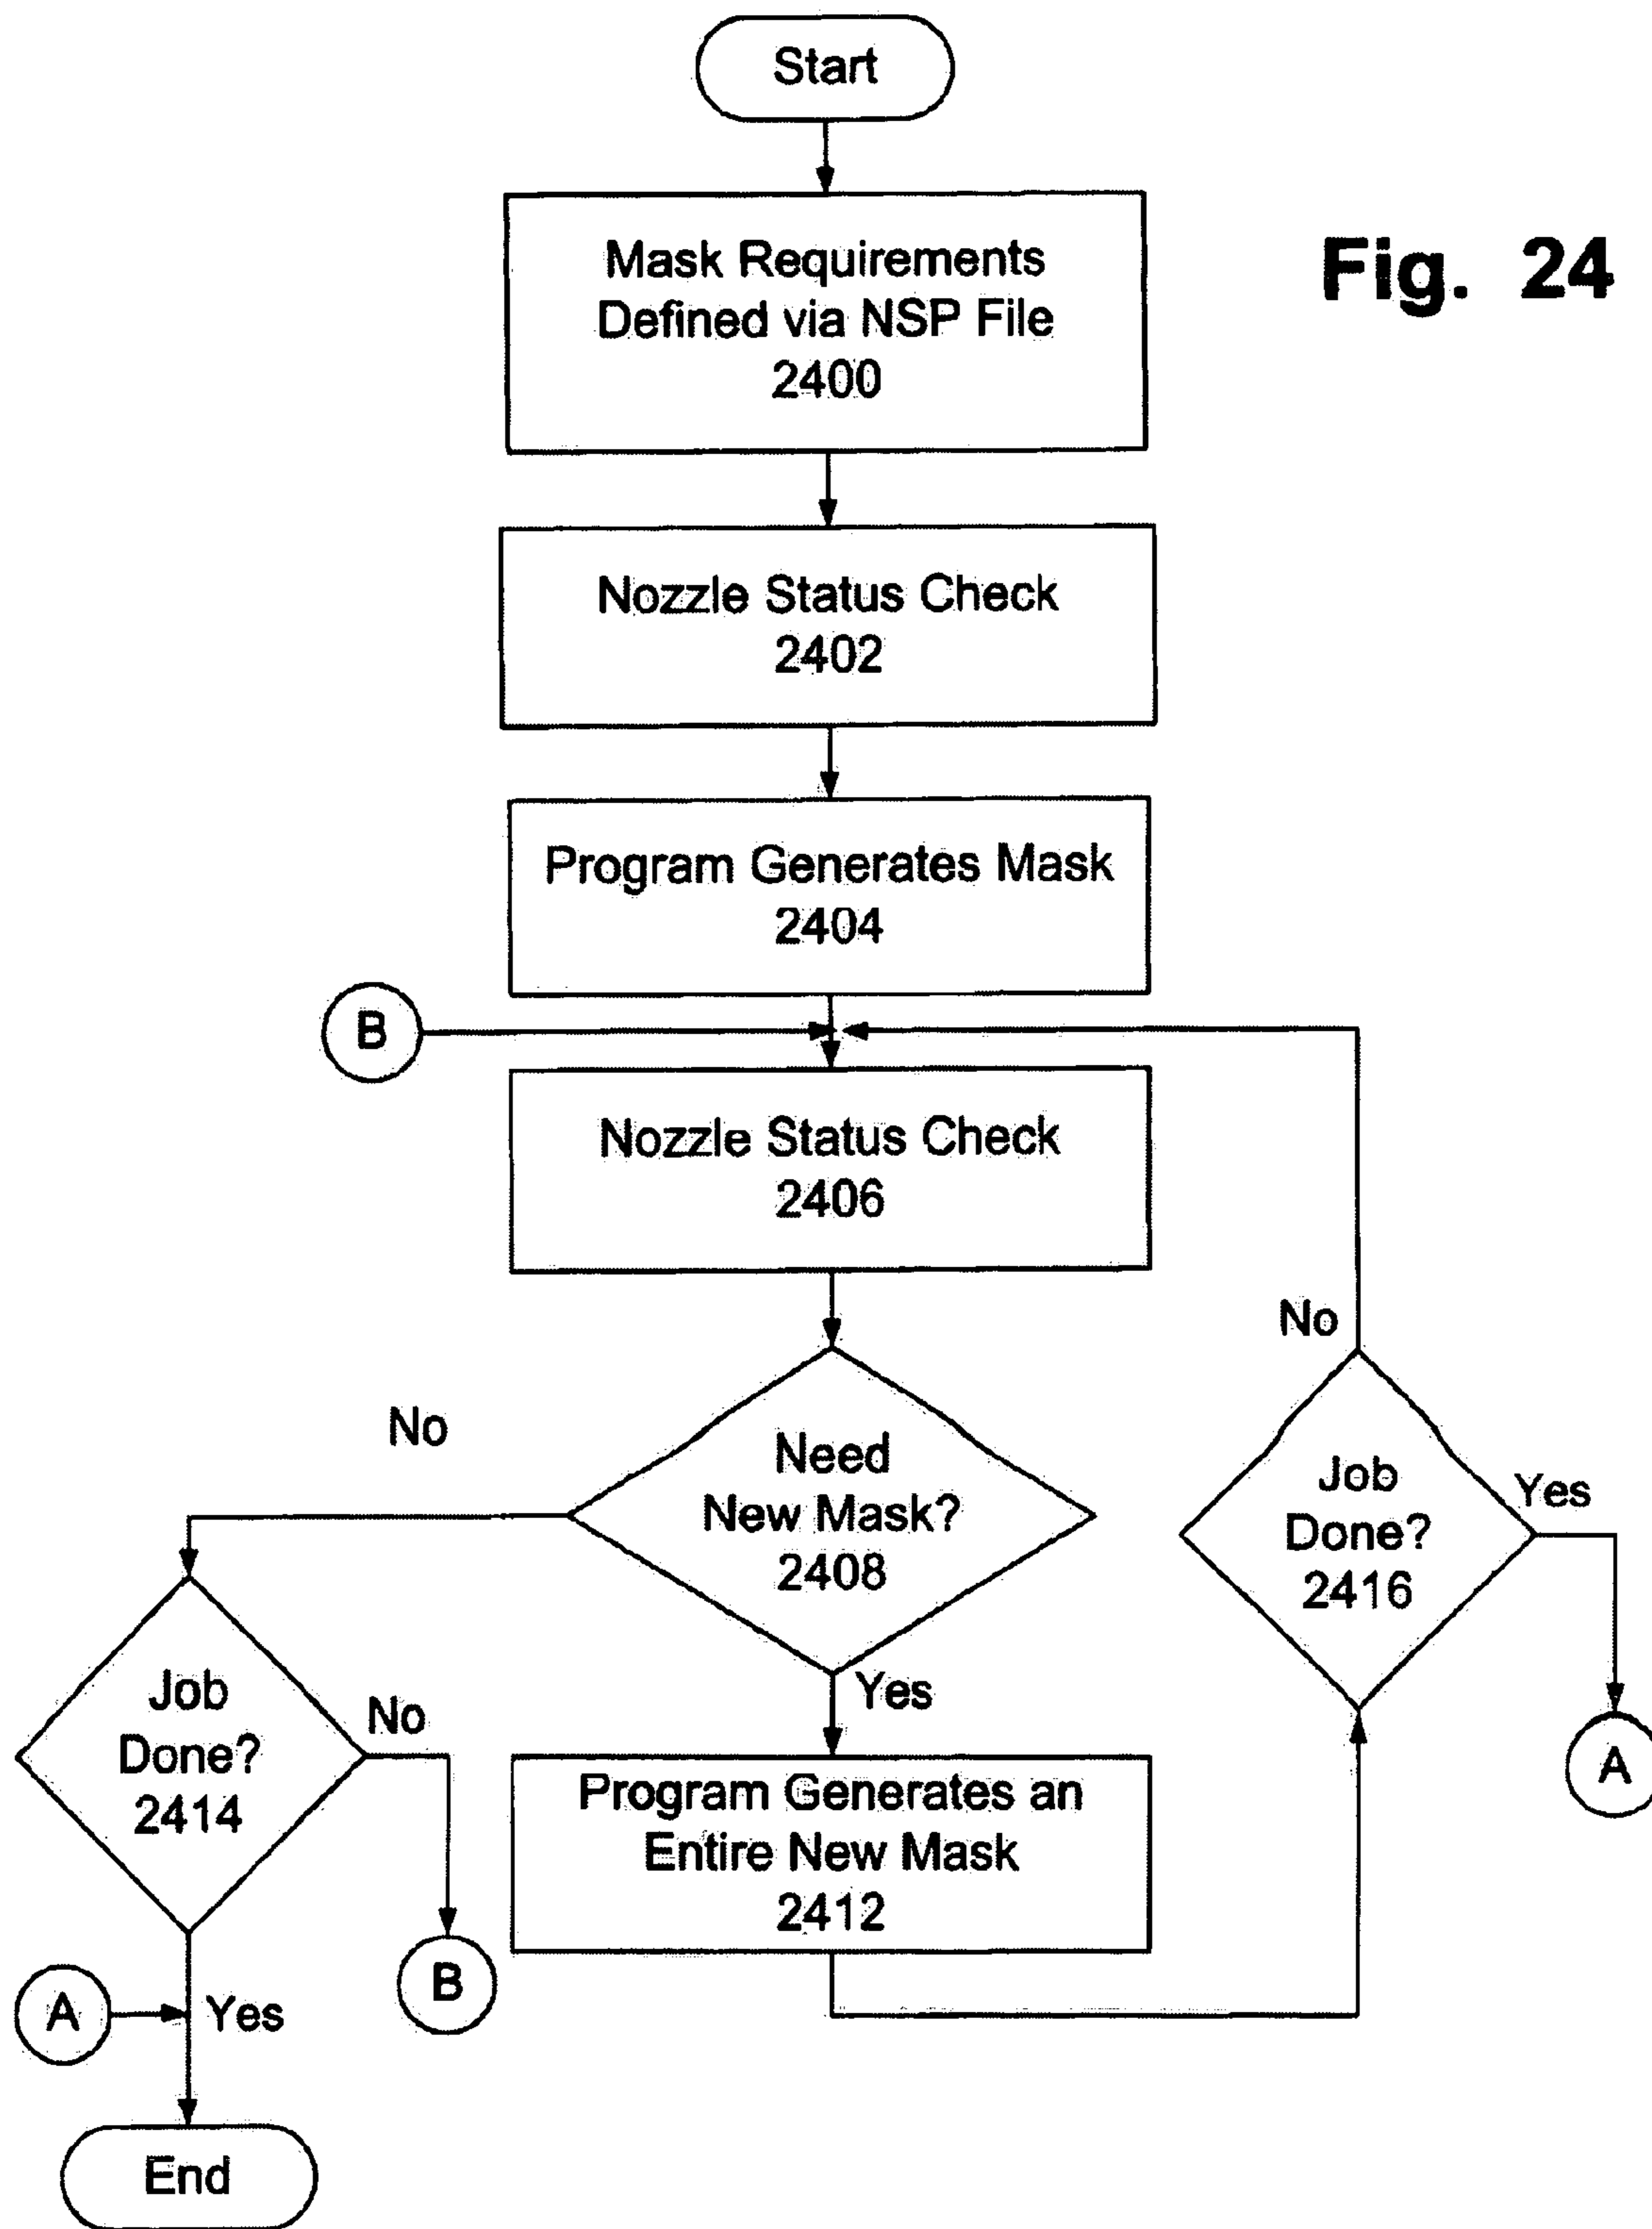 Start
Fig. 24
Mask Requirements
Defined via NSP File
2400
Nozzle Status Check
2402
Program Generates Mask
2404
B
Nozzle Status Check
2406
No
No
Need
New Mask?
2408
Job
Done?
2416
Yes
Yes
Job
Done?
2414
No
A
Program Generates an
Entire New Mask
2412
B
A
Yes
End